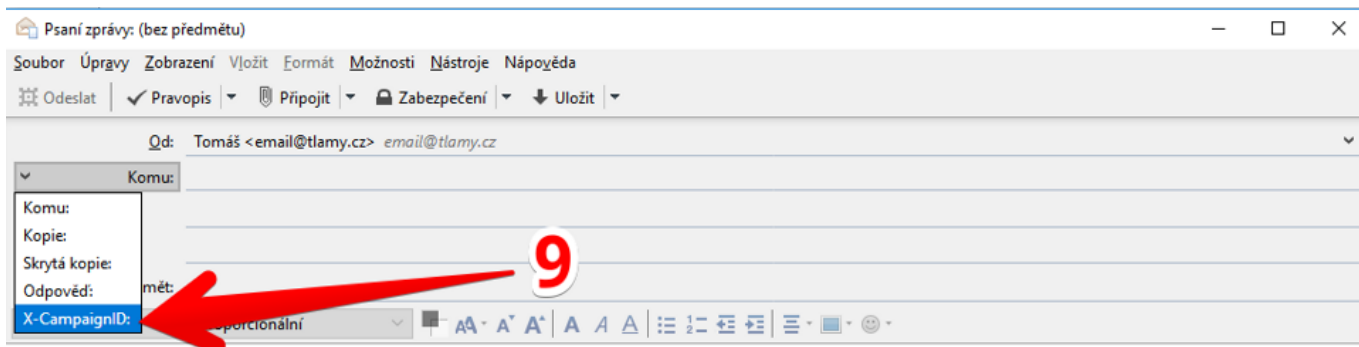 Psaní zprávy: (bez předmětu)
Soubor Úpravy Zobrazení Vložit Formát Možnosti Nástroje Nápověda
Odeslat Pravopis Připojit Zabezpečení Uložit
Od: Tomáš <email@tlamy.cz> email@tlamy.cz
Komu:
Komu:
Kopie:
Skrytá kopie:
9
Odpověď: mět:
X-CampaignID: oporcionální